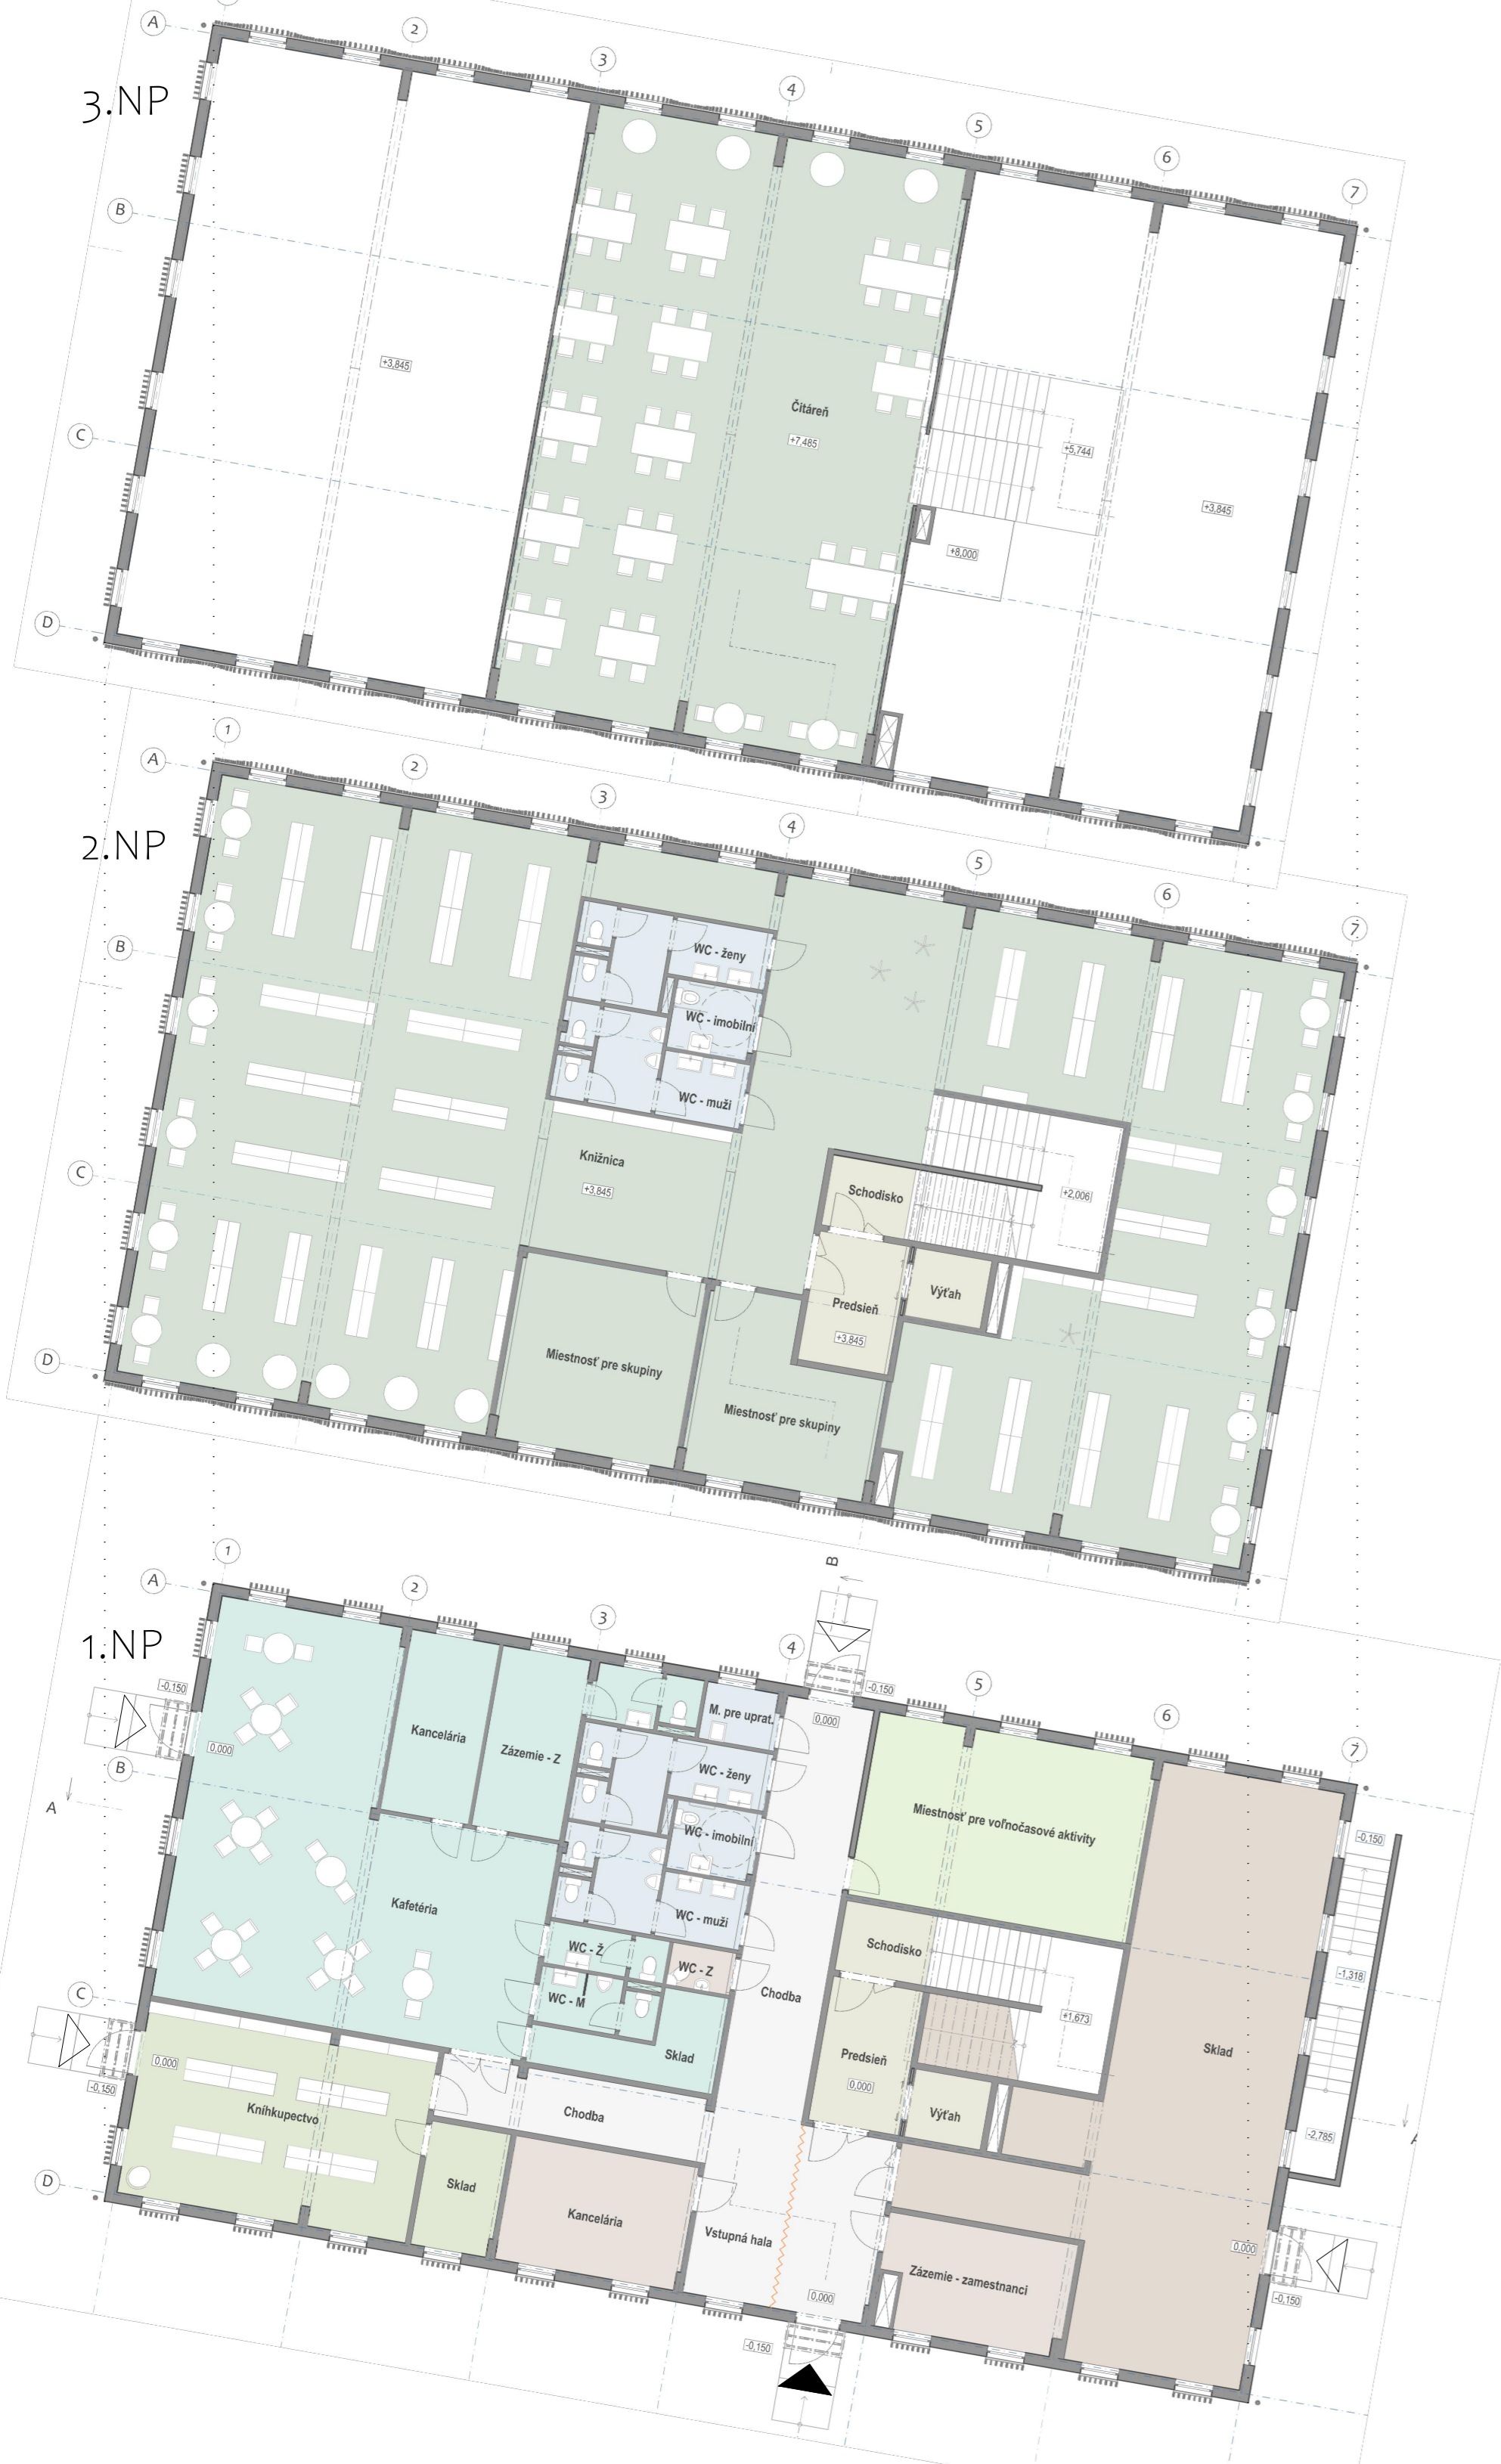 3.NP
A
2
3
4
5
6
7
B
C
D
+3,845
Čitáreň
+7,485
+5,744
+3,845
+8,000
2.NP
1
2
3
4
5
6
7
A
B
C
D
WC - ženy
WC - imobilní
WC - muži
Knižnica
+3,845
Schodisko
+2,006
Predsieň
+3,845
Výťah
Miestnosť pre skupiny
Miestnosť pre skupiny
1.NP
1
2
3
4
5
6
7
A
B
C
D
B
A
-0,150
0,000
Kancelária
Zázemie - Z
M. pre uprat.
0,000
-0,150
WC - ženy
WC - imobilní
WC - muži
Miestnosť pre voľnočasové aktivity
-0,150
Kafetéria
WC - Ž
WC - Z
WC - M
Sklad
Chodba
Schodisko
+1,673
Predsieň
0,000
Výťah
Sklad
-1,318
-2,785
0,000
-0,150
Kníhkupectvo
Chodba
Sklad
Kancelária
Vstupná hala
Zázemie - zamestnanci
0,000
-0,150
0,000
-0,150